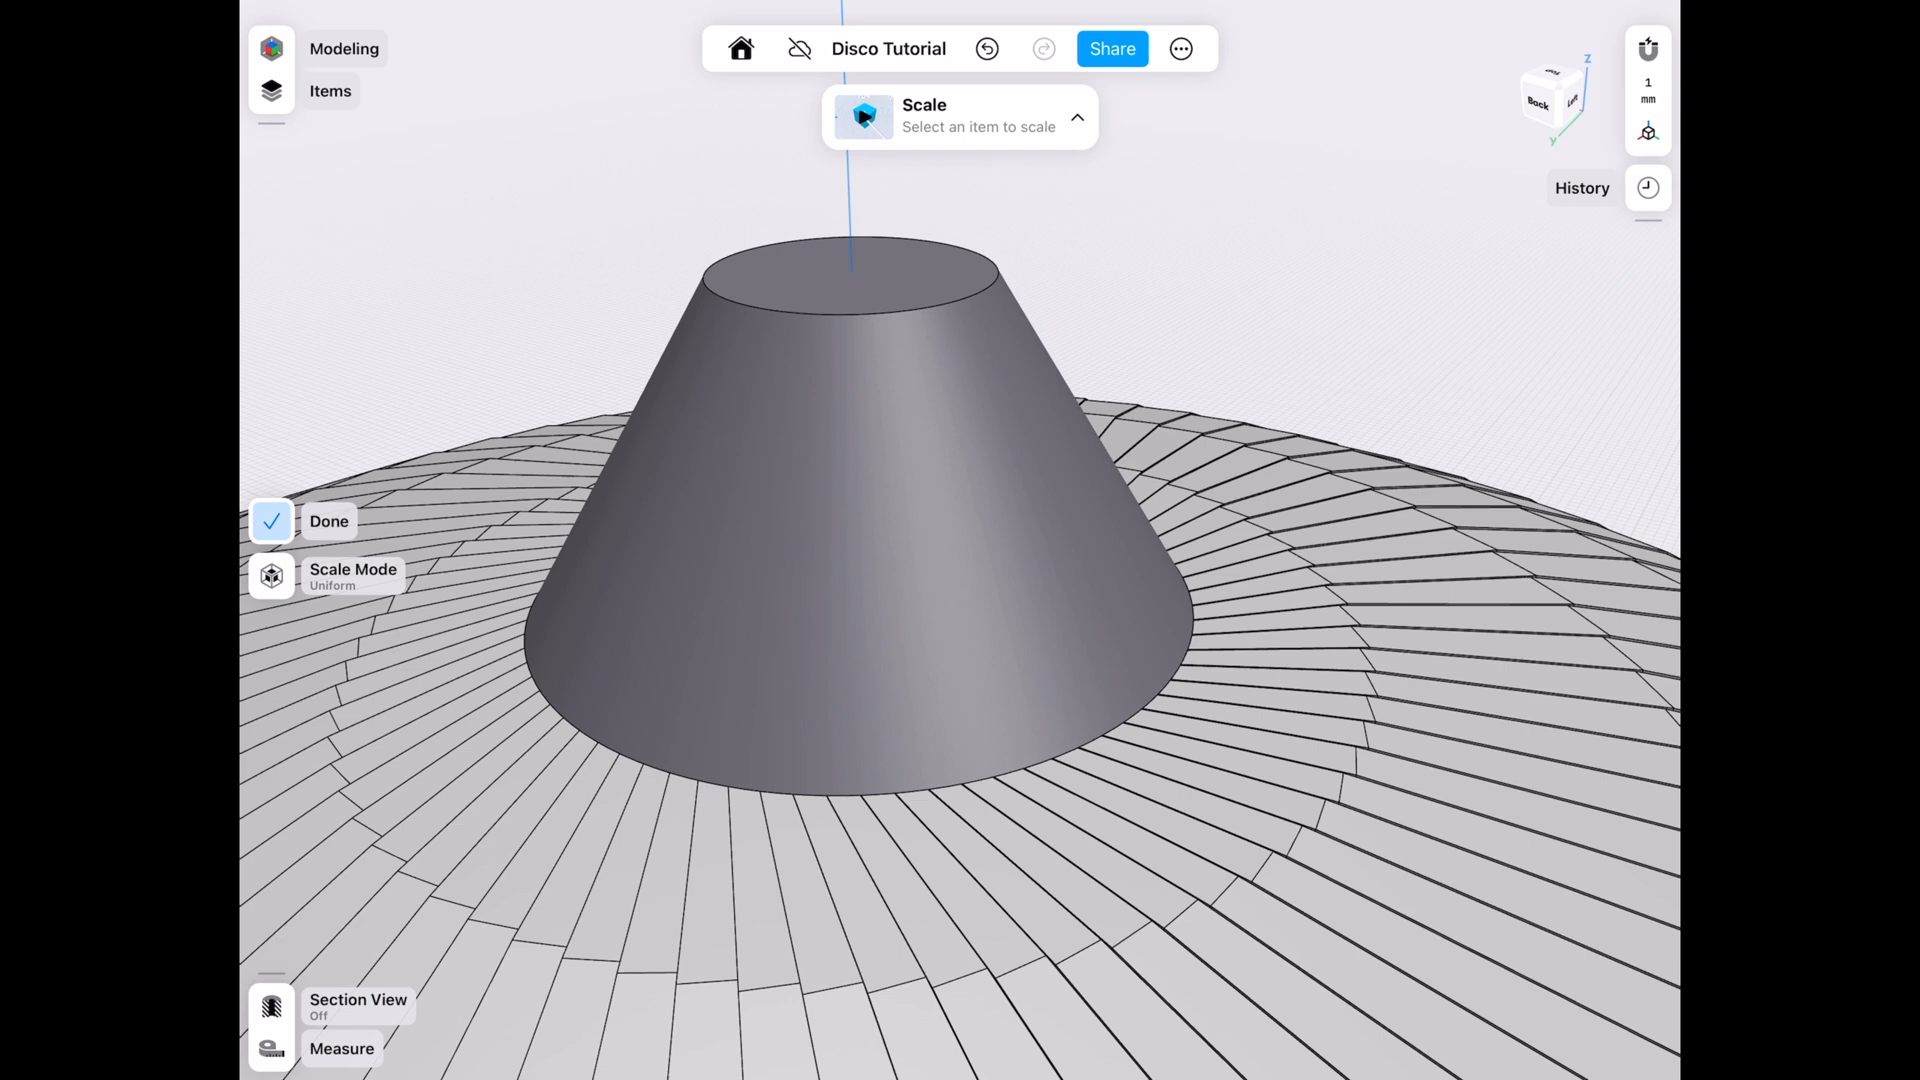 Modeling
Items
Disco Tutorial
Share
Scale
Select an item to scale
Z
Top
Back
Left
Y
1
mm
History
Done
Scale Mode
Uniform
Section View
Off
Measure